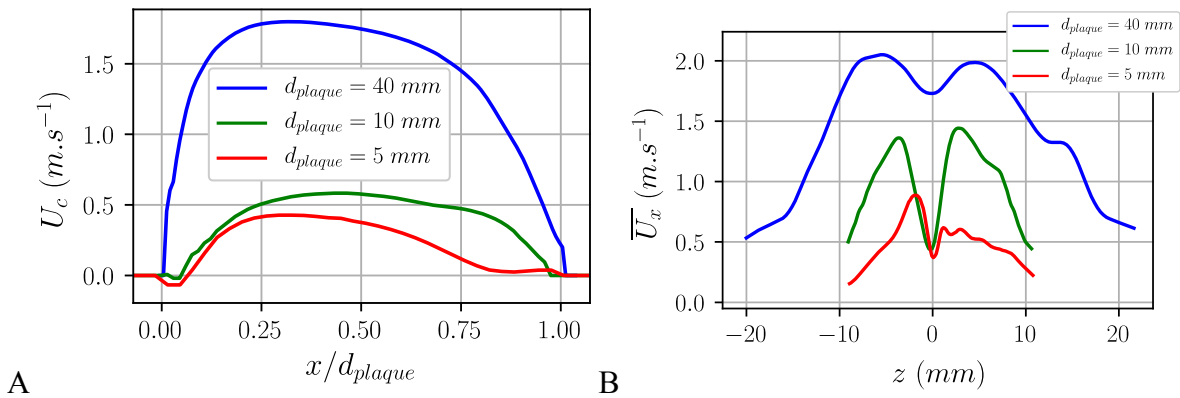 1.5
1.0
0.5
0.0
U_c (m.s^{-1})
d_{plaque} = 40 mm
d_{plaque} = 10 mm
d_{plaque} = 5 mm
0.00 0.25 0.50 0.75 1.00
x/d_{plaque}
A
d_{plaque} = 40 mm
d_{plaque} = 10 mm
d_{plaque} = 5 mm
2.0
1.5
1.0
0.5
0.0
\overline{U}_x (m.s^{-1})
−20 −10 0 10 20
z (mm)
B